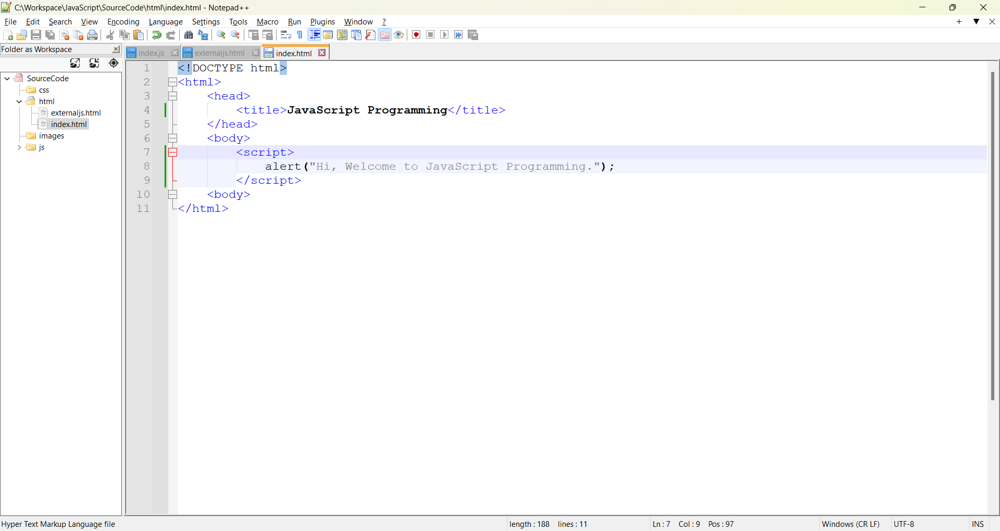 C:\Workspace\JavaScript\SourceCode\html\index.html - Notepad++
File Edit Search View Encoding Language Settings Tools Macro Run Plugins Window ?
Folder as Workspace
index.js externaljs.html index.html
SourceCode
css
html
externaljs.html
index.html
images
js
1 <!DOCTYPE html>
2 <html>
3 <head>
4 <title>JavaScript Programming</title>
5 </head>
6 <body>
7 <script>
8 alert("Hi, Welcome to JavaScript Programming.");
9 </script>
10 <body>
11 </html>
Hyper Text Markup Language file length : 188 lines : 11 Ln : 7 Col : 9 Pos : 97 Windows (CR LF) UTF-8 INS